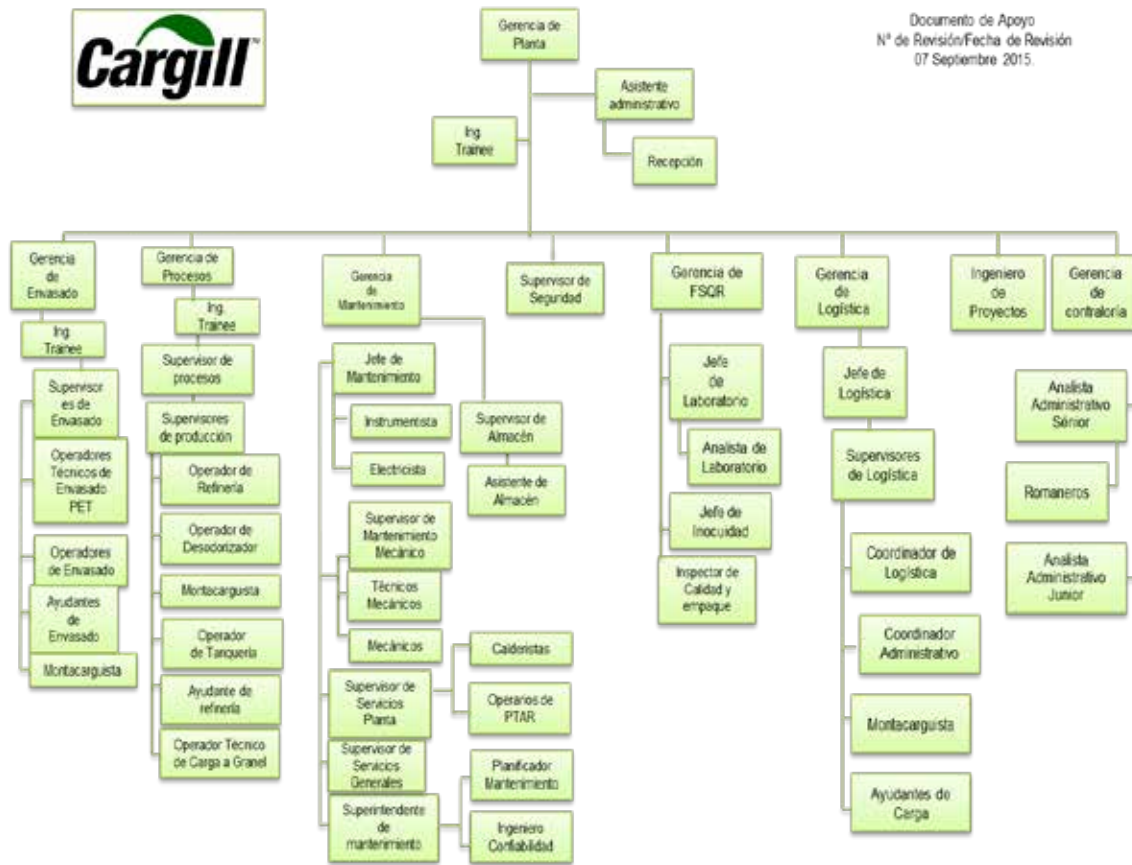 Cargill™
Documento de Apoyo
N° de Revisión/Fecha de Revisión
07 Septiembre 2015.
Gerencia de
Planta
Asistente
administrativo
Ing.
Trainee
Recepción
Gerencia
de
Envasado
Ing.
Trainee
Supervisor
es de
Envasado
Operadores
Técnicos de
Envasado
PET
Operadores
de Envasado
Ayudantes
de
Envasado
Montacarguista
Gerencia de
Procesos
Ing.
Trainee
Supervisor de
procesos
Supervisores
de producción
Operador de
Refinería
Operador de
Desodorizador
Montacarguista
Operador
de Tanquería
Ayudante de
refinería
Operador Técnico
de Carga a Granel
Gerencia
de
Mantenimiento
Jefe de
Mantenimiento
Instrumentista
Electricista
Supervisor de
Almacén
Asistente de
Almacén
Supervisor de
Mantenimiento
Mecánico
Técnicos
Mecánicos
Mecánicos
Supervisor de
Servicios
Planta
Calderistas
Operarios de
PTAR
Supervisor de
Servicios
Generales
Superintendente
de
mantenimiento
Planificador
Mantenimiento
Ingeniero
Confiabilidad
Supervisor de
Seguridad
Gerencia de
FSQR
Jefe
de
Laboratorio
Analista de
Laboratorio
Jefe de
Inocuidad
Inspector de
Calidad y
empaque
Gerencia
de
Logística
Jefe de
Logística
Supervisores
de Logística
Coordinador de
Logística
Coordinador
Administrativo
Montacarguista
Ayudantes de
Carga
Ingeniero
de
Proyectos
Gerencia
de
contraloría
Analista
Administrativo
Sénior
Romaneros
Analista
Administrativo
Junior